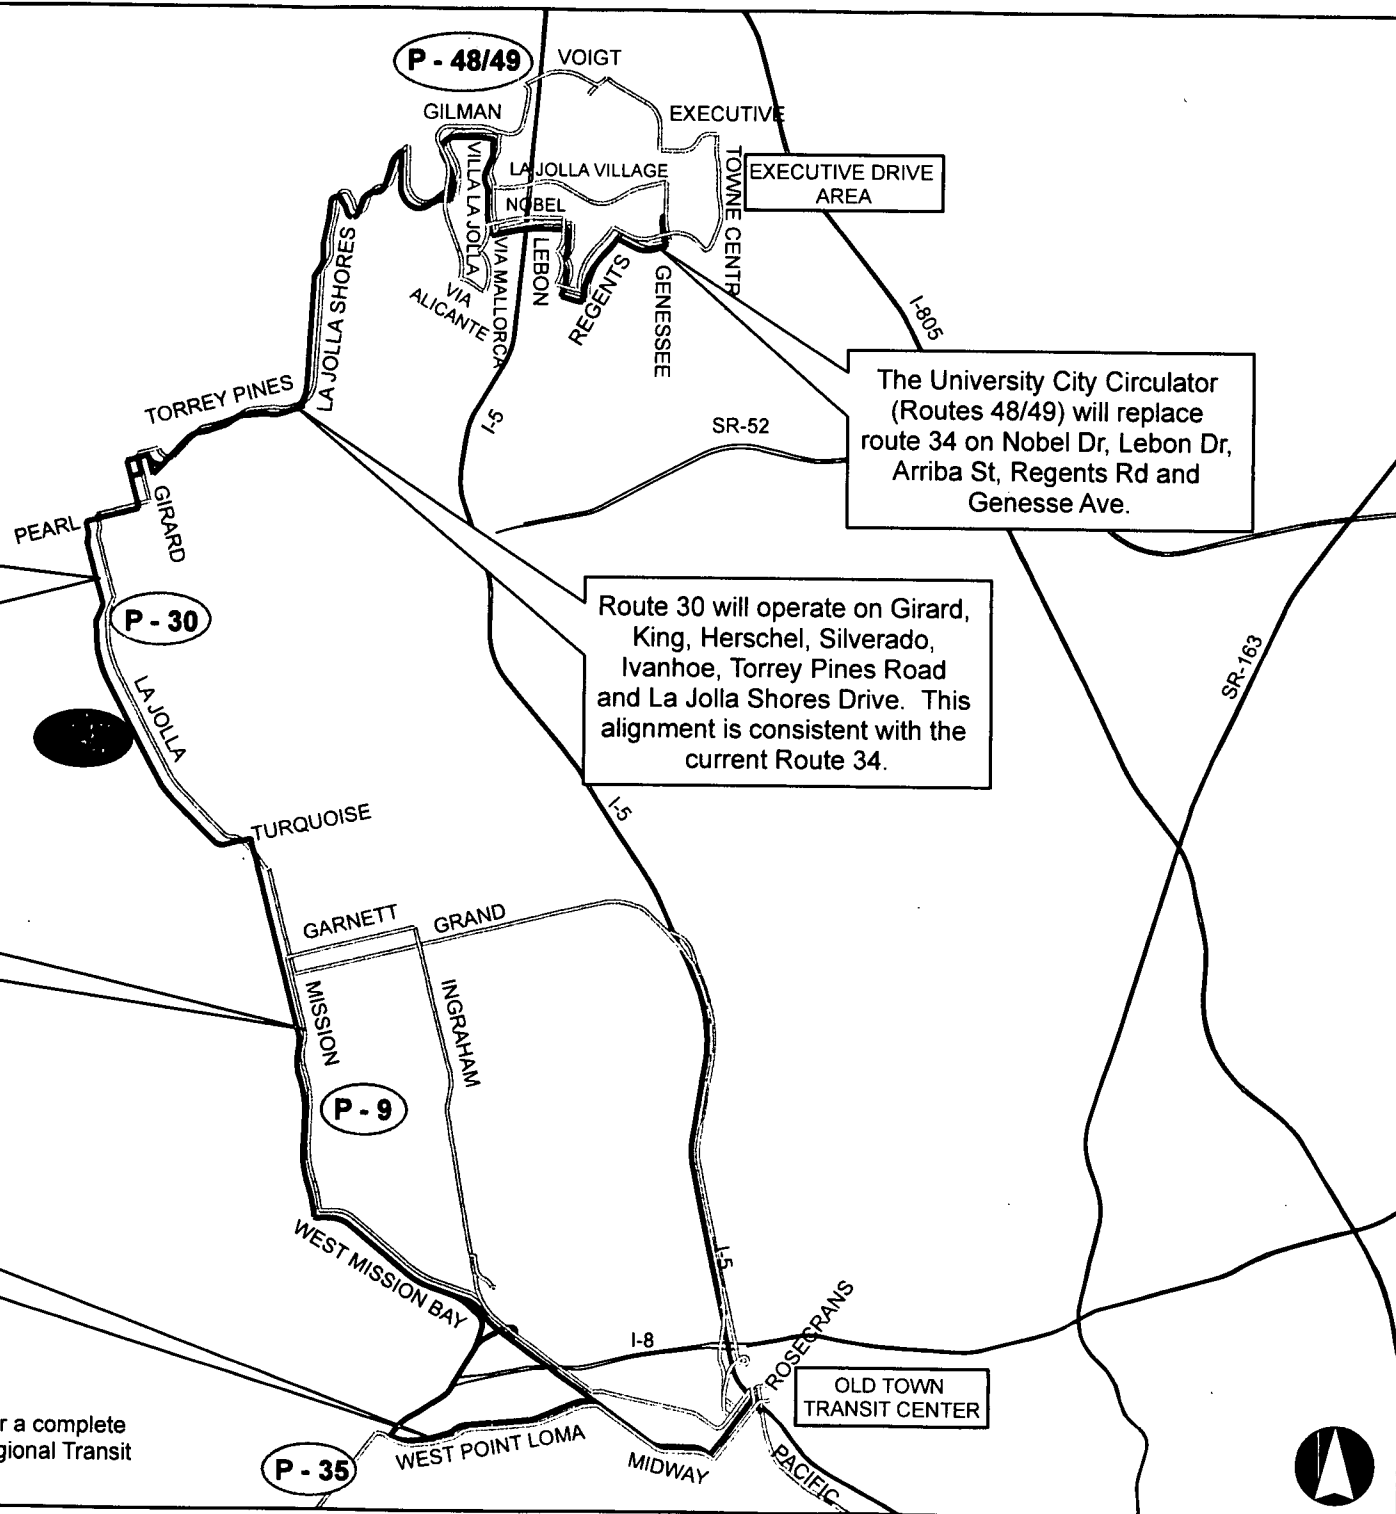 P - 48/49
VOIGT
GILMAN
EXECUTIVE
VILLA LA JOLLA
LA JOLLA VILLAGE
TOWNE CENTR
EXECUTIVE DRIVE
AREA
NOBEL
LA JOLLA SHORES
VIA MALLORCA
LEBON
REGENTS
GENESSEE
VIA
ALICANTE
I-805
The University City Circulator
(Routes 48/49) will replace
route 34 on Nobel Dr, Lebon Dr,
Arriba St, Regents Rd and
Genesse Ave.
TORREY PINES
I-5
SR-52
PEARL
GIRARD
P - 30
Route 30 will operate on Girard,
King, Herschel, Silverado,
Ivanhoe, Torrey Pines Road
and La Jolla Shores Drive. This
alignment is consistent with the
current Route 34.
SR-163
LA JOLLA
I-5
TURQUOISE
GARNETT
GRAND
MISSION
INGRAHAM
P - 9
WEST MISSION BAY
I-5
I-8
ROSECRANS
OLD TOWN
TRANSIT CENTER
r a complete
gional Transit
P - 35
WEST POINT LOMA
MIDWAY
PACIFIC